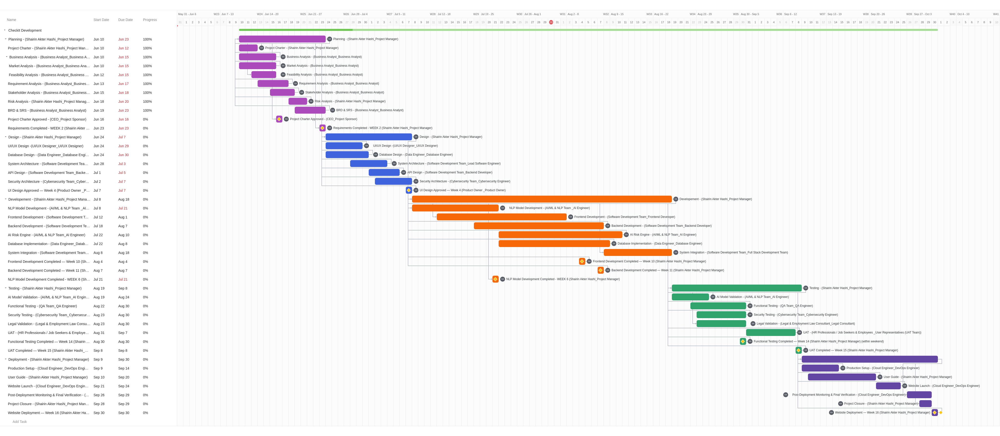 May 31 - Jun 6 W23 Jun 7 - 13 W24 Jun 14 - 20 W25 Jun 21 - 27 W26 Jun 28 - Jul 4 W27 Jul 5 - 11 W28 Jul 12 - 18 W29 Jul 19 - 25 W30 Jul 26 - Aug 1 W31 Aug 2 - 8 W32 Aug 9 - 15 W33 Aug 16 - 22 W34 Aug 23 - 29 W35 Aug 30 - Sep 5 W36 Sep 6 - 12 W37 Sep 13 - 19 W38 Sep 20 - 26 W39 Sep 27 - Oct 3 W40 Oct 4 - 10 W41
Name Start Date Due Date Progress
31 1 2 3 4 5 6 7 8 9 10 11 12 13 14 15 16 17 18 19 20 21 22 23 24 25 26 27 28 29 30 1 2 3 4 5 6 7 8 9 10 11 12 13 14 15 16 17 18 19 20 21 22 23 24 25 26 27 28 29 30 31 1 2 3 4 5 6 7 8 9 10 11 12 13 14 15 16 17 18 19 20 21 22 23 24 25 26 27 28 29 30 31 1 2 3 4 5 6 7 8 9 10 11 12 13 14 15 16 17 18 19 20 21 22 23 24 25 26 27 28 29 30 1 2 3 4 5 6 7 8 9 10
CheckIt Development
Planning - (Shairin Akter Hashi_Project Manager) Jun 10 Jun 23 100% SA Planning - (Shairin Akter Hashi_Project Manager)
Project Charter - (Shairin Akter Hashi_Project Man… Jun 10 Jun 12 100% SA Project Charter - (Shairin Akter Hashi_Project Manager)
Business Analysis - (Business Analyst_Business A… Jun 10 Jun 15 100% SA Business Analysis - (Business Analyst_Business Analyst)
Market Analysis - (Business Analyst_Business Ana… Jun 10 Jun 15 100% SA Market Analysis - (Business Analyst_Business Analyst)
Feasibility Analysis - (Business Analyst_Business … Jun 12 Jun 15 100% SA Feasibility Analysis - (Business Analyst_Business Analyst)
Requirement Analysis - (Business Analyst_Busines… Jun 13 Jun 17 100% SA Requirement Analysis - (Business Analyst_Business Analyst)
Stakeholder Analysis - (Business Analyst_Business… Jun 15 Jun 18 100% SA Stakeholder Analysis - (Business Analyst_Business Analyst)
Risk Analysis - (Shairin Akter Hashi_Project Manag… Jun 18 Jun 20 100% SA Risk Analysis - (Shairin Akter Hashi_Project Manager)
BRD & SRS - (Business Analyst_Business Analyst) Jun 19 Jun 23 100% SA BRD & SRS - (Business Analyst_Business Analyst)
Project Charter Approved - (CEO_Project Sponsor) Jun 16 Jun 16 0% SA Project Charter Approved - (CEO_Project Sponsor)
Requirements Completed - WEEK 2 (Shairin Akter … Jun 23 Jun 23 0% SA Requirements Completed - WEEK 2 (Shairin Akter Hashi_Project Manager)
Design - (Shairin Akter Hashi_Project Manager) Jun 24 Jul 7 0% SA Design - (Shairin Akter Hashi_Project Manager)
UI/UX Design -(UI/UX Designer_UI/UX Designer) Jun 24 Jun 29 0% SA UI/UX Design -(UI/UX Designer_UI/UX Designer)
Database Design - (Data Engineer_Database Engi… Jun 24 Jun 30 0% SA Database Design - (Data Engineer_Database Engineer)
System Architecture - (Software Development Tea… Jun 28 Jul 3 0% SA System Architecture - (Software Development Team_Lead Software Engineer)
API Design - (Software Development Team_Backe… Jul 1 Jul 5 0% SA API Design - (Software Development Team_Backend Developer)
Security Architecture - (Cybersecurity Team_Cyber… Jul 2 Jul 7 0% SA Security Architecture - (Cybersecurity Team_Cybersecurity Engineer)
UI Design Approved — Week 4 (Product Owner _P… Jul 7 Jul 7 0% SA UI Design Approved — Week 4 (Product Owner _Product Owner)
Developement - (Shairin Akter Hashi_Project Mana… Jul 8 Aug 18 0% SA Developement - (Shairin Akter Hashi_Project Manager)
NLP Model Development - (AI/ML & NLP Team _AI… Jul 8 Jul 21 0% SA NLP Model Development - (AI/ML & NLP Team _AI Engineer)
Frontend Development - (Software Development T… Jul 12 Aug 1 0% SA Frontend Development - (Software Development Team_Frontend Developer)
Backend Development - (Software Development Te… Jul 18 Aug 7 0% SA Backend Development - (Software Development Team_Backend Developer)
AI Risk Engine - (AI/ML & NLP Team_AI Engineer) Jul 22 Aug 10 0% SA AI Risk Engine - (AI/ML & NLP Team_AI Engineer)
Database Implementation - (Data Engineer_Datab… Jul 22 Aug 8 0% SA Database Implementation - (Data Engineer_Database Engineer)
System Integration - (Software Development Team… Aug 8 Aug 18 0% SA System Integration - (Software Development Team_Full Stack Development Team)
Frontend Development Completed — Week 10 (Sh… Aug 4 Aug 4 0% SA Frontend Development Completed — Week 10 (Shairin Akter Hashi_Project Manager)
Backend Development Completed — Week 11 (Sh… Aug 7 Aug 7 0% SA Backend Development Completed — Week 11 (Shairin Akter Hashi_Project Manager)
NLP Model Development Completed - WEEK 6 (Sh… Jul 21 Jul 21 0% SA NLP Model Development Completed - WEEK 6 (Shairin Akter Hashi_Project Manager)
Testing - (Shairin Akter Hashi_Project Manager) Aug 19 Sep 8 0% SA Testing - (Shairin Akter Hashi_Project Manager)
AI Model Validation - (AI/ML & NLP Team_AI Engin… Aug 19 Aug 24 0% SA AI Model Validation - (AI/ML & NLP Team_AI Engineer)
Functional Testing - (QA Team_QA Engineer) Aug 22 Aug 30 0% SA Functional Testing - (QA Team_QA Engineer)
Security Testing - (Cybersecurity Team_Cybersecur… Aug 23 Aug 30 0% SA Security Testing - (Cybersecurity Team_Cybersecurity Engineer)
Legal Validation - (Legal & Employment Law Consu… Aug 23 Aug 30 0% SA Legal Validation - (Legal & Employment Law Consultant_Legal Consultant)
UAT - (HR Professionals / Job Seekers & Employe… Aug 31 Sep 7 0% SA UAT - (HR Professionals / Job Seekers & Employees _User Representatives (UAT Team))
Functional Testing Completed — Week 14 (Shairin … Aug 30 Aug 30 0% SA Functional Testing Completed — Week 14 (Shairin Akter Hashi_Project Manager) (within weekend)
UAT Completed — Week 15 (Shairin Akter Hashi_… Sep 8 Sep 8 0% SA UAT Completed — Week 15 (Shairin Akter Hashi_Project Manager)
Deployment - (Shairin Akter Hashi_Project Manager) Sep 9 Sep 30 0%
Production Setup - (Cloud Engineer_DevOps Engi… Sep 9 Sep 14 0% SA Production Setup - (Cloud Engineer_DevOps Engineer)
User Guide - (Shairin Akter Hashi_Project Manager) Sep 10 Sep 20 0% SA User Guide - (Shairin Akter Hashi_Project Manager)
Website Launch - (Cloud Engineer_DevOps Engin… Sep 21 Sep 24 0% SA Website Launch - (Cloud Engineer_DevOps Engineer)
Post-Deployment Monitoring & Final Verification - (… Sep 26 Sep 29 0% SA Post-Deployment Monitoring & Final Verification - (Cloud Engineer_DevOps Engineer)
Project Closure - (Shairin Akter Hashi_Project Man… Sep 28 Sep 29 0% SA Project Closure - (Shairin Akter Hashi_Project Manager)
Website Deployment — Week 16 (Shairin Akter Ha… Sep 30 Sep 30 0% SA Website Deployment — Week 16 (Shairin Akter Hashi_Project Manager)
Add Task